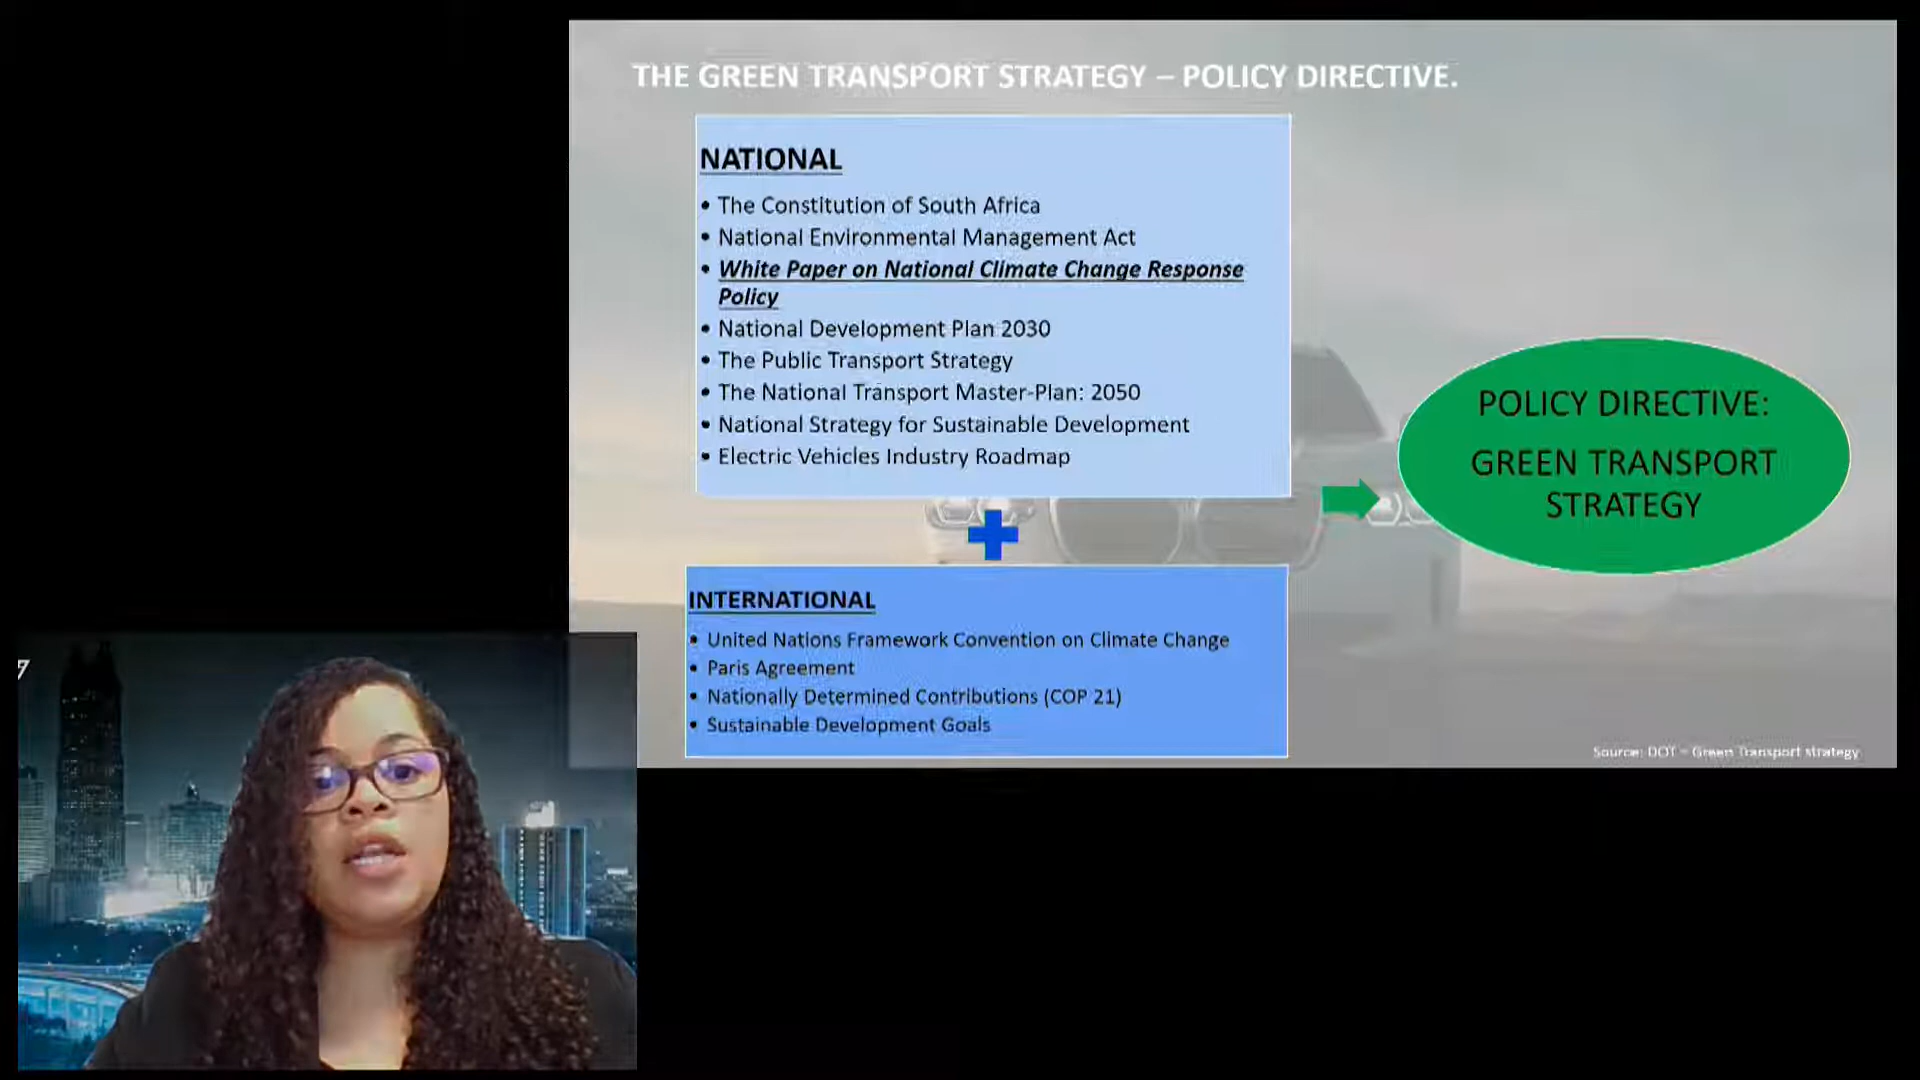 THE GREEN TRANSPORT STRATEGY – POLICY DIRECTIVE.
NATIONAL
• The Constitution of South Africa
• National Environmental Management Act
• White Paper on National Climate Change Response
Policy
• National Development Plan 2030
• The Public Transport Strategy
• The National Transport Master-Plan: 2050
• National Strategy for Sustainable Development
• Electric Vehicles Industry Roadmap
INTERNATIONAL
• United Nations Framework Convention on Climate Change
• Paris Agreement
• Nationally Determined Contributions (COP 21)
• Sustainable Development Goals
POLICY DIRECTIVE:
GREEN TRANSPORT
STRATEGY
Source: DOT – Green Transport strategy